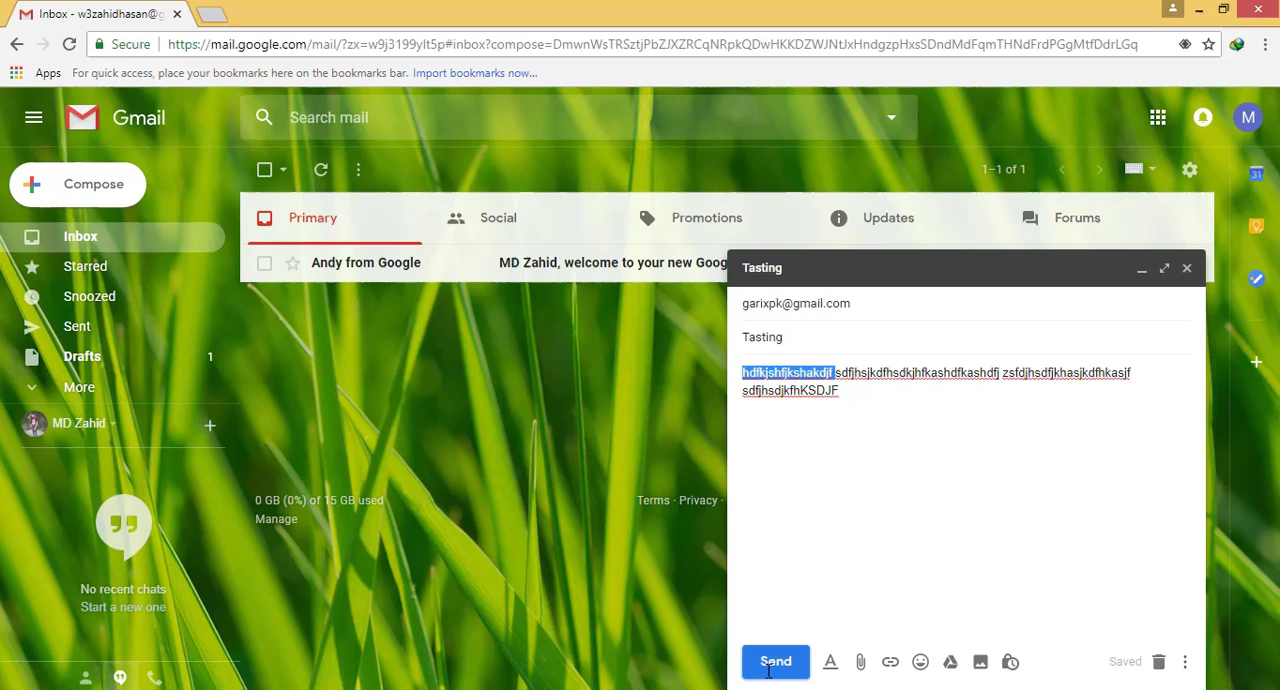 Inbox - w3zahidhasan@g
Secure https://mail.google.com/mail/?zx=w9j3199ylt5p#inbox?compose=DmwnWsTRSztjPbZJXZRCqNRpkQDwHKKDZWJNtJxHndgzpHxsSDndMdFqmTHNdFrdPGgMtfDdrLGq
Apps For quick access, place your bookmarks here on the bookmarks bar. Import bookmarks now...
Gmail
Search mail
M
Compose
1–1 of 1
31
Inbox
Starred
Snoozed
Sent
Drafts 1
More
MD Zahid
Primary
Social
Promotions
Updates
Forums
Andy from Google MD Zahid, welcome to your new Goog
0 GB (0%) of 15 GB used
Manage
Terms · Privacy ·
No recent chats
Start a new one
Tasting
garixpk@gmail.com
Tasting
hdfkjshfjkshakdjf sdfjhsjkdfhsdkjhfkashdfkashdfj zsfdjhsdfjkhasjkdfhkasjf
sdfjhsdjkfhKSDJF
Send
Saved